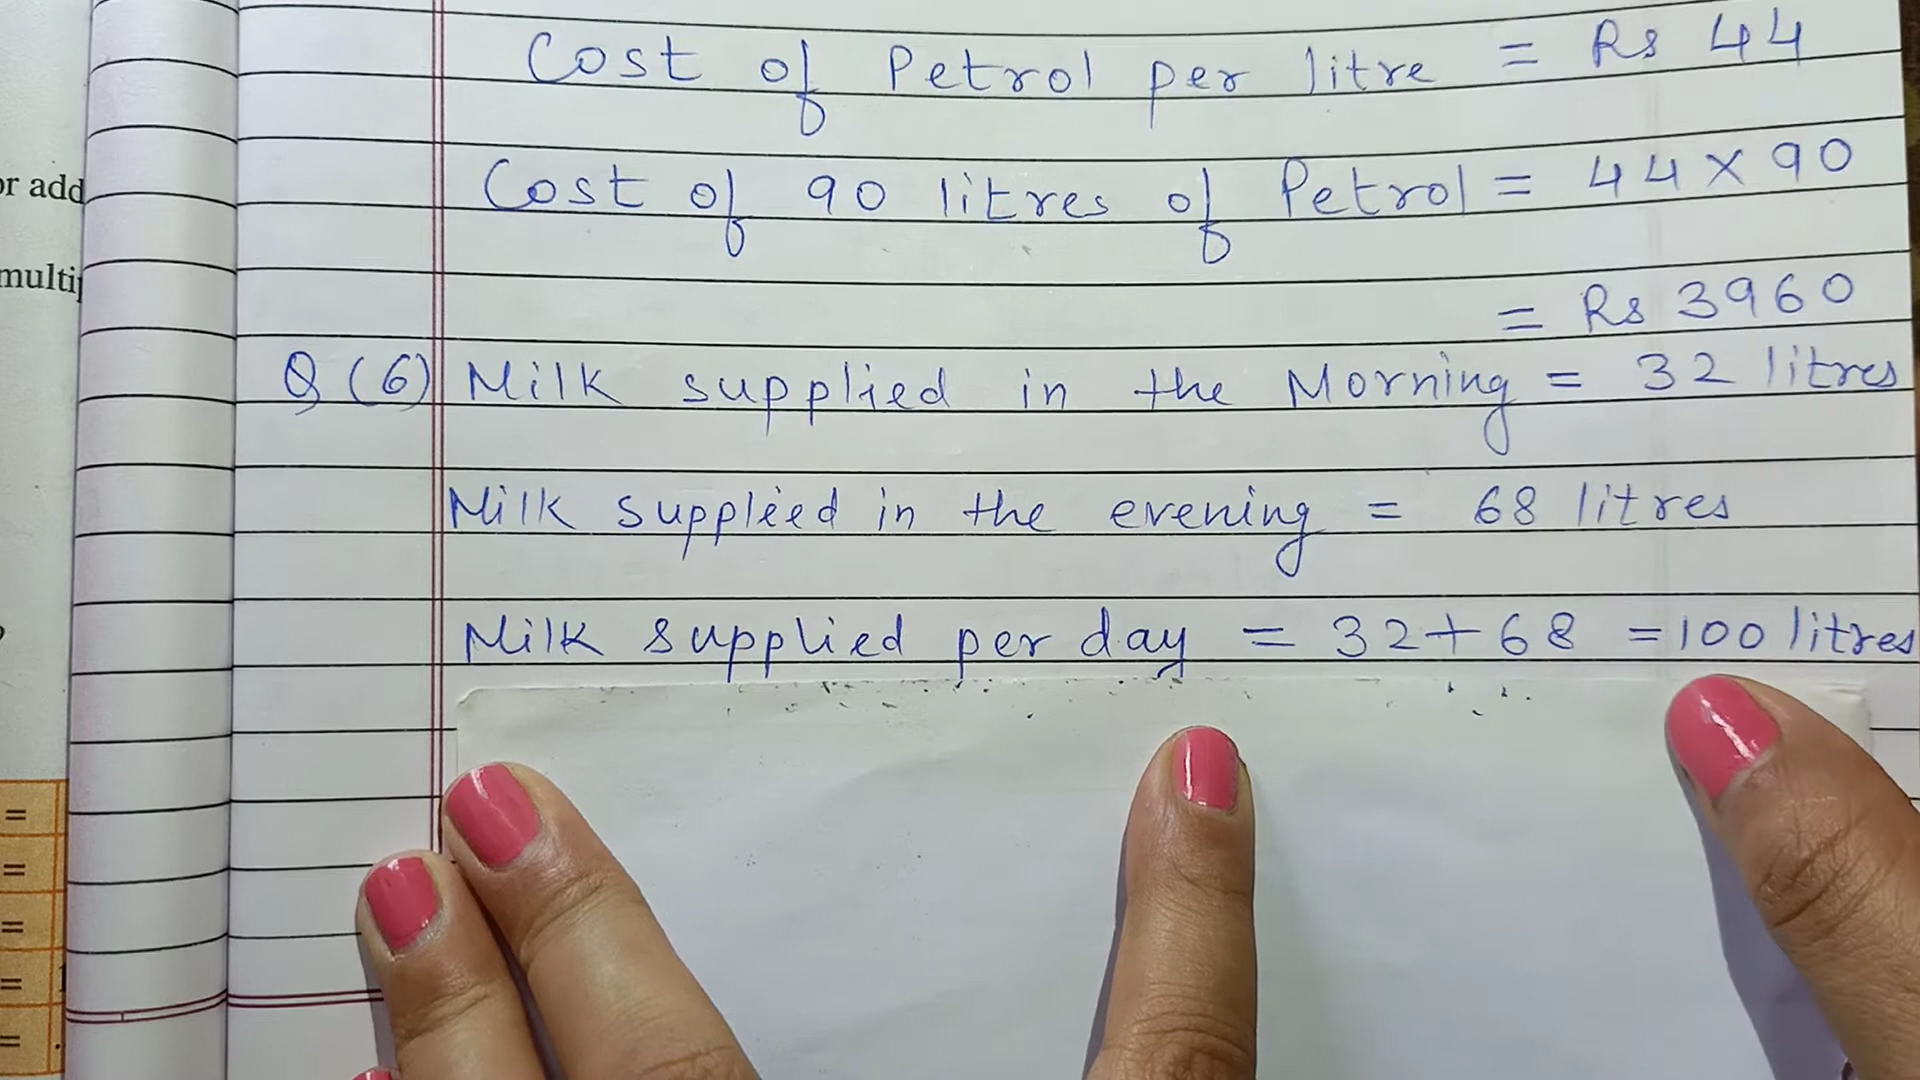 Cost of Petrol per litre = Rs 44
Cost of 90 litres of Petrol = 44 × 90
= Rs 3960
Q (6) Milk supplied in the Morning = 32 litres
Milk supplied in the evening = 68 litres
Milk supplied per day = 32 + 68 = 100 litres
add
=
=
=
=
=